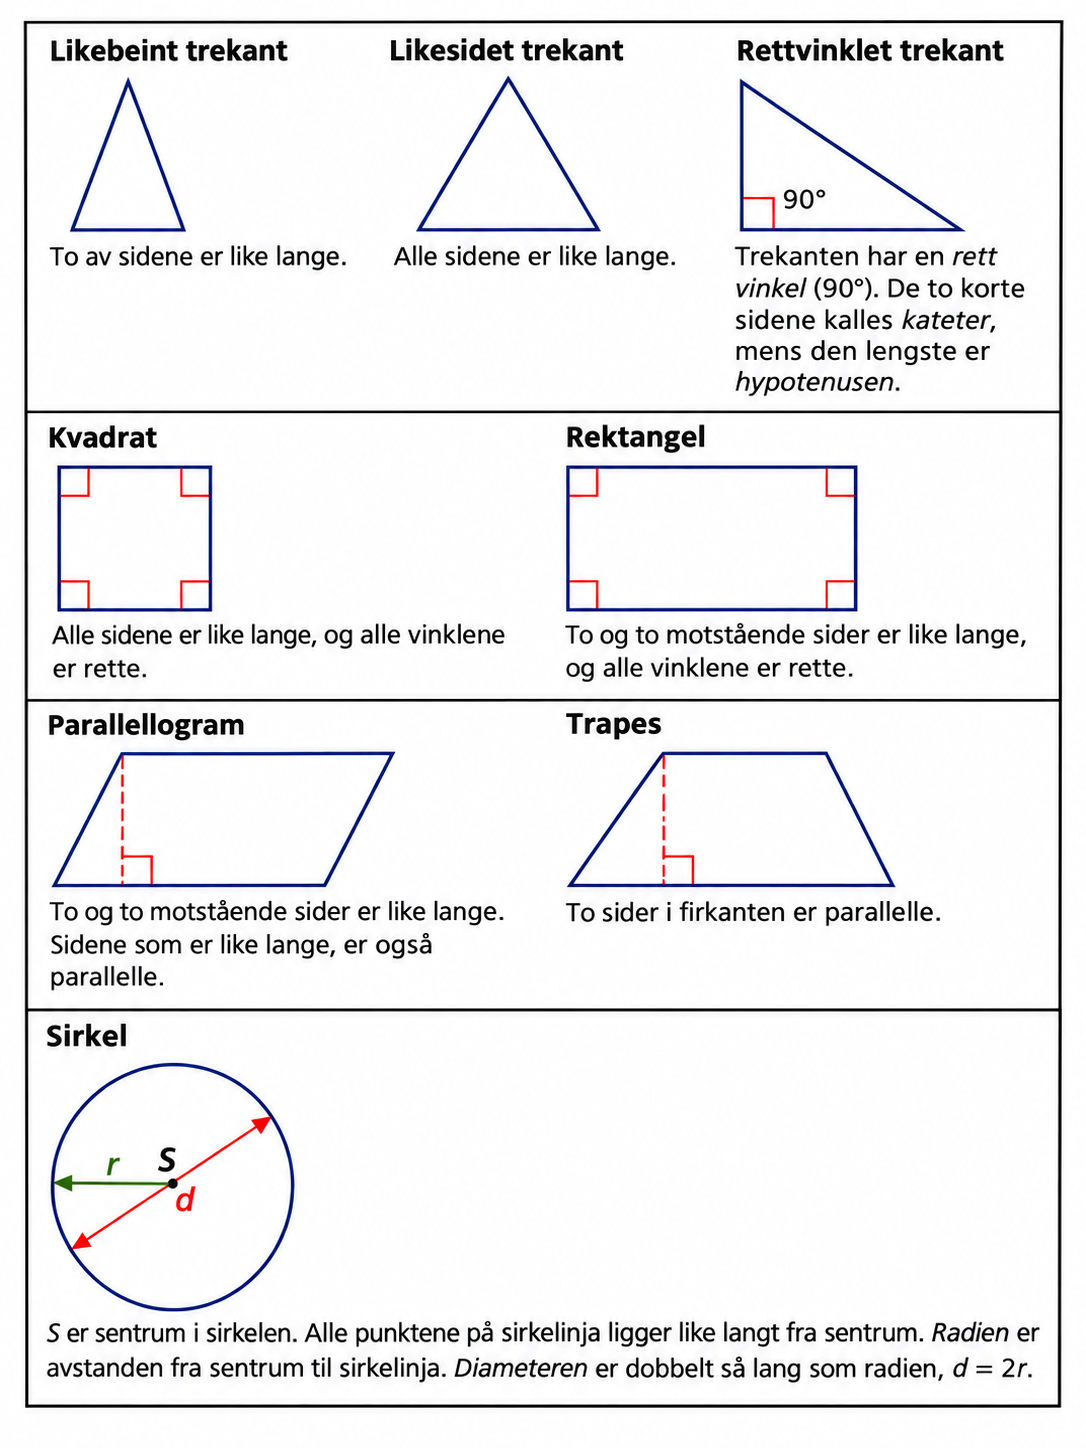 Likebeint trekant
Likesidet trekant
Rettvinklet trekant
90°
To av sidene er like lange.
Alle sidene er like lange.
Trekanten har en rett
vinkel (90°). De to korte
sidene kalles kateter,
mens den lengste er
hypotenusen.
Kvadrat
Alle sidene er like lange, og alle vinklene
er rette.
Rektangel
To og to motstående sider er like lange,
og alle vinklene er rette.
Parallellogram
To og to motstående sider er like lange.
Sidene som er like lange, er også
parallelle.
Trapes
To sider i firkanten er parallelle.
Sirkel
r
S
d
S er sentrum i sirkelen. Alle punktene på sirkelinja ligger like langt fra sentrum. Radien er
avstanden fra sentrum til sirkelinja. Diameteren er dobbelt så lang som radien, d = 2r.